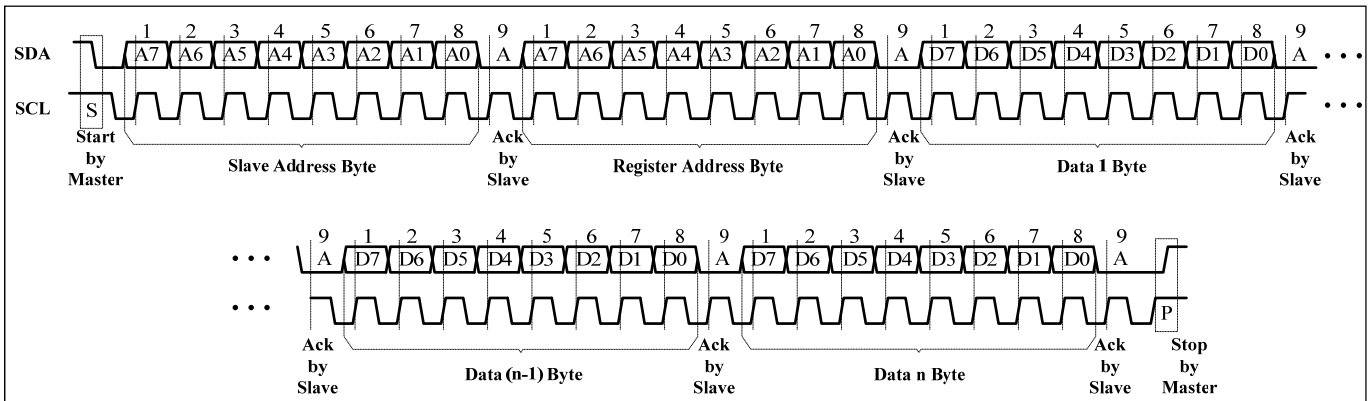 1 2 3 4 5 6 7 8 9 1 2 3 4 5 6 7 8 9 1 2 3 4 5 6 7 8 9
SDA A7 A6 A5 A4 A3 A2 A1 A0 A A7 A6 A5 A4 A3 A2 A1 A0 A D7 D6 D5 D4 D3 D2 D1 D0 A • • •
SCL S • • •
Start by Master
Slave Address Byte
Ack by Slave
Register Address Byte
Ack by Slave
Data 1 Byte
Ack by Slave
9 1 2 3 4 5 6 7 8 9 1 2 3 4 5 6 7 8 9
• • • A D7 D6 D5 D4 D3 D2 D1 D0 A D7 D6 D5 D4 D3 D2 D1 D0 A
• • • P
Ack by Slave
Data (n-1) Byte
Ack by Slave
Data n Byte
Ack by Slave
Stop by Master